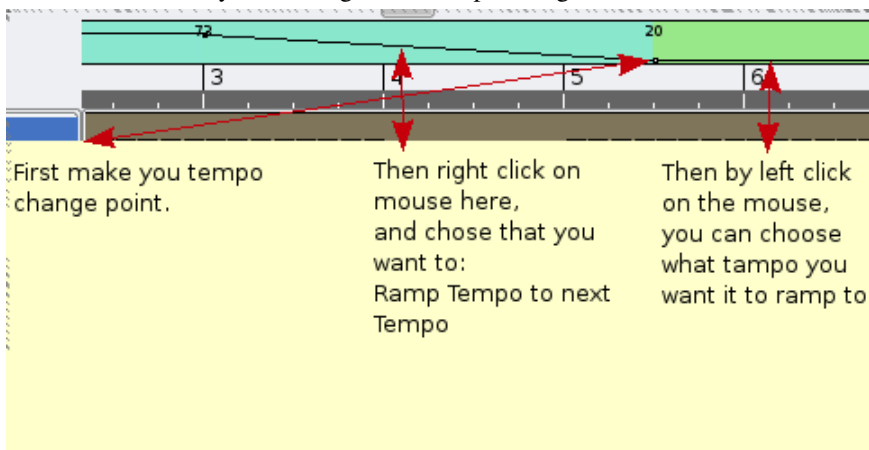 73
20
3
4
5
6
First make you tempo
change point.
Then right click on
mouse here,
and chose that you
want to:
Ramp Tempo to next
Tempo
Then by left click
on the mouse,
you can choose
what tampo you
want it to ramp to